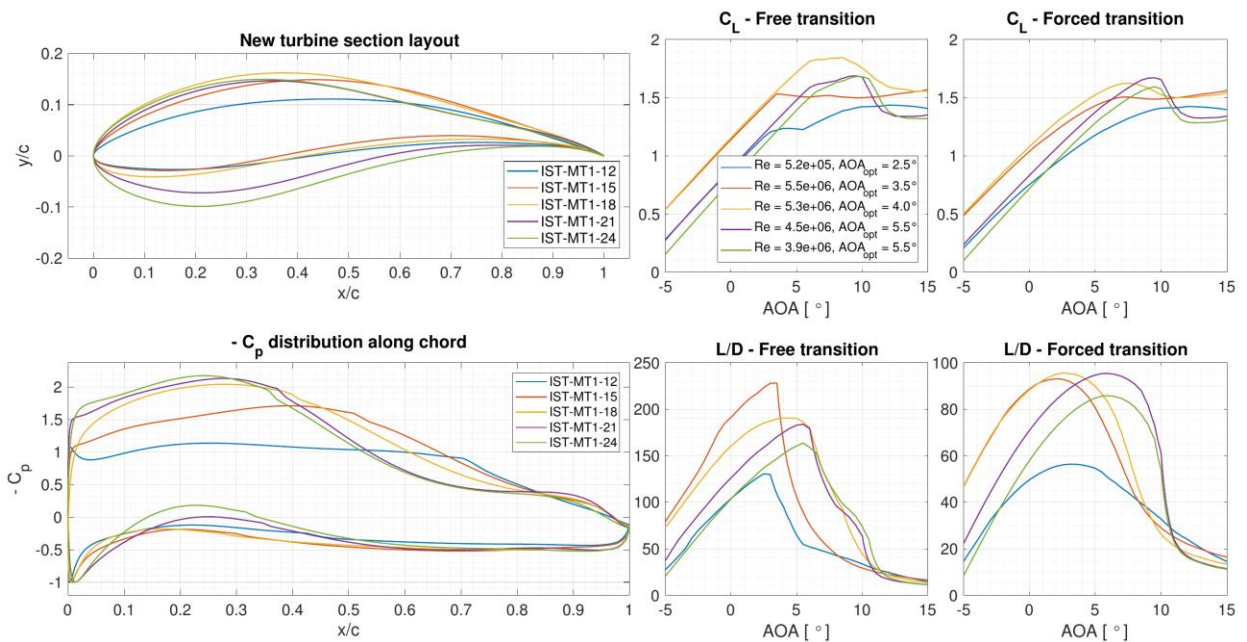 New turbine section layout
y/c
0.2
0.1
0
-0.1
-0.2
0 0.1 0.2 0.3 0.4 0.5 0.6 0.7 0.8 0.9 1
x/c
IST-MT1-12
IST-MT1-15
IST-MT1-18
IST-MT1-21
IST-MT1-24
C_L - Free transition
2
1.5
1
0.5
0
Re = 5.2e+05, AOA_opt = 2.5°
Re = 5.5e+06, AOA_opt = 3.5°
Re = 5.3e+06, AOA_opt = 4.0°
Re = 4.5e+06, AOA_opt = 5.5°
Re = 3.9e+06, AOA_opt = 5.5°
-5 0 5 10 15
AOA [ ° ]
C_L - Forced transition
2
1.5
1
0.5
0
-5 0 5 10 15
AOA [ ° ]
- C_p distribution along chord
- C_p
2
1.5
1
0.5
0
-0.5
-1
0 0.1 0.2 0.3 0.4 0.5 0.6 0.7 0.8 0.9 1
x/c
IST-MT1-12
IST-MT1-15
IST-MT1-18
IST-MT1-21
IST-MT1-24
L/D - Free transition
250
200
150
100
50
0
-5 0 5 10 15
AOA [ ° ]
L/D - Forced transition
100
80
60
40
20
0
-5 0 5 10 15
AOA [ ° ]